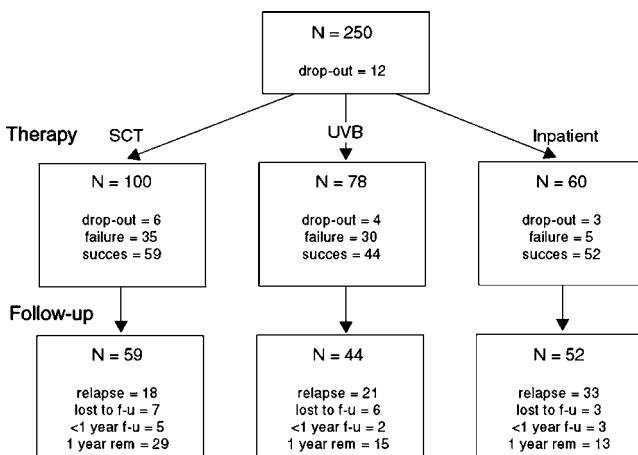 N = 250
drop-out = 12
Therapy
SCT
UVB
Inpatient
N = 100
drop-out = 6
failure = 35
succes = 59
N = 78
drop-out = 4
failure = 30
succes = 44
N = 60
drop-out = 3
failure = 5
succes = 52
Follow-up
N = 59
relapse = 18
lost to f-u = 7
<1 year f-u = 5
1 year rem = 29
N = 44
relapse = 21
lost to f-u = 6
<1 year f-u = 2
1 year rem = 15
N = 52
relapse = 33
lost to f-u = 3
<1 year f-u = 3
1 year rem = 13